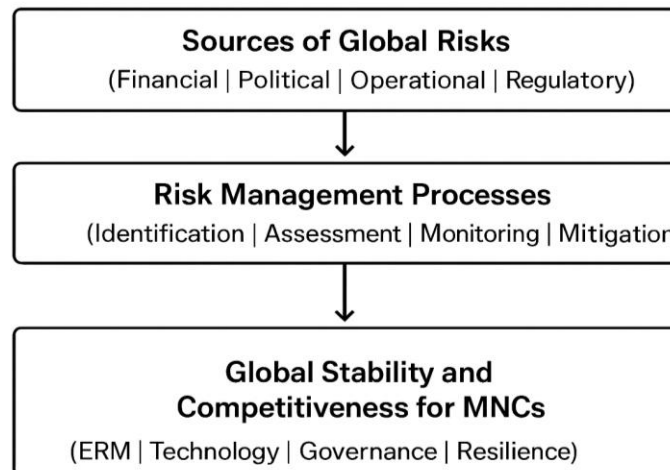 Sources of Global Risks
(Financial | Political | Operational | Regulatory)
Risk Management Processes
(Identification | Assessment | Monitoring | Mitigation
Global Stability and
Competitiveness for MNCs
(ERM | Technology | Governance | Resilience)